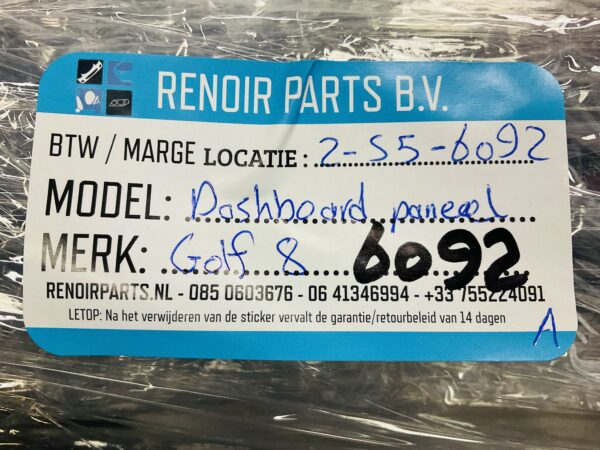 RENOIR PARTS B.V.
BTW / MARGE LOCATIE: 2-S5-6092
MODEL: Dashboard paneel
MERK: Golf 8 6092
RENOIRPARTS.NL - 085 0603676 - 06 41346994 - +33 755224091
LETOP: Na het verwijderen van de sticker vervalt de garantie/retourbeleid van 14 dagen
A